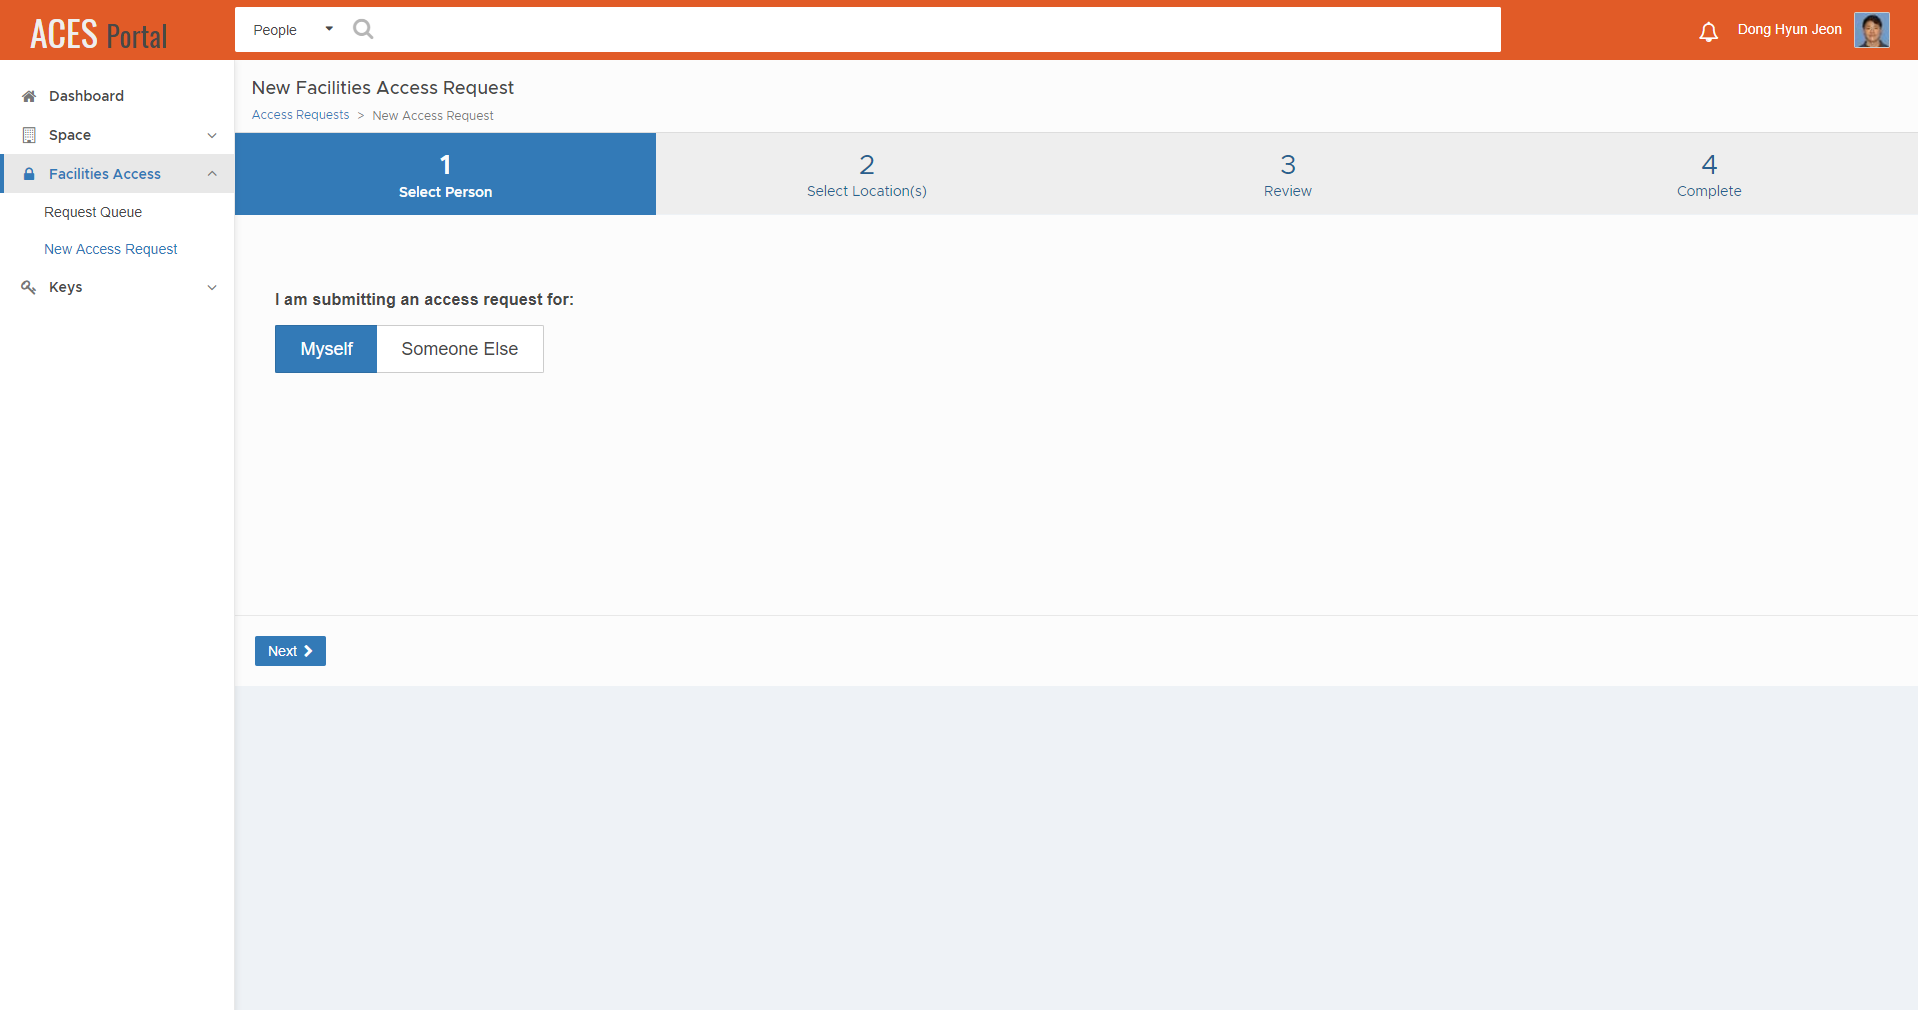 ACES Portal
People
Dong Hyun Jeon
Dashboard
Space
Facilities Access
Request Queue
New Access Request
Keys
New Facilities Access Request
Access Requests > New Access Request
1
Select Person
2
Select Location(s)
3
Review
4
Complete
I am submitting an access request for:
Myself
Someone Else
Next